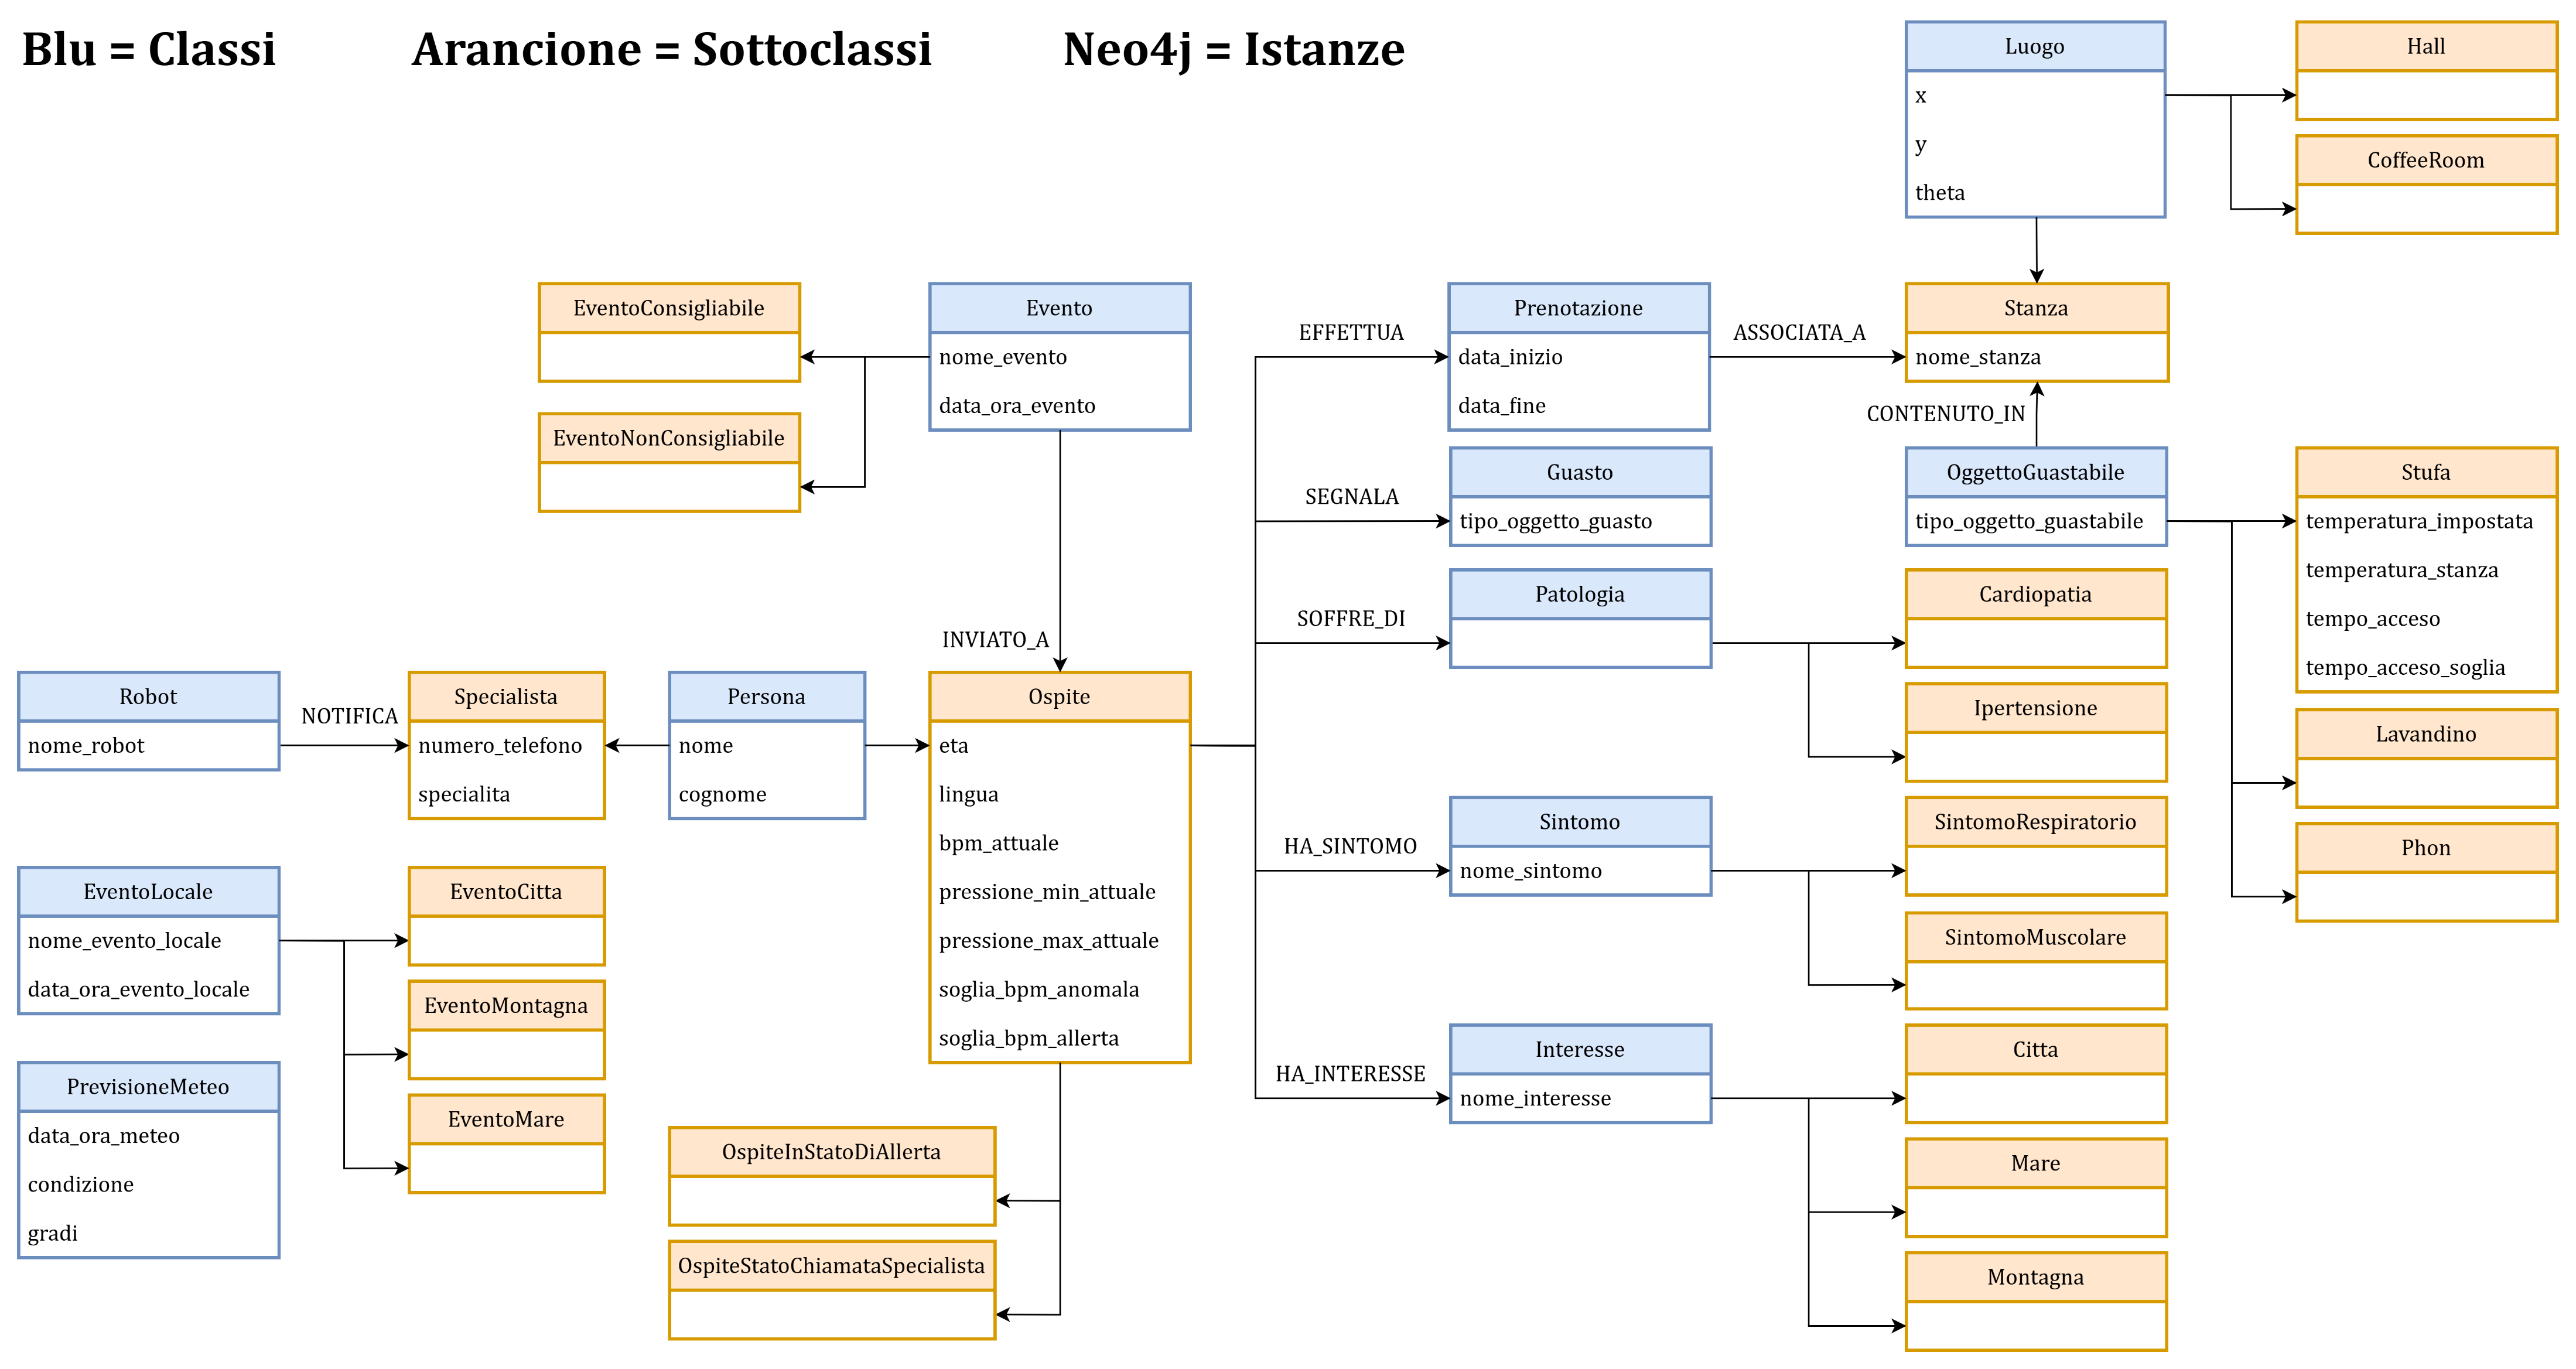 Blu = Classi
Arancione = Sottoclassi
Neo4j = Istanze
Luogo
x
y
theta
Hall
CoffeeRoom
EventoConsigliabile
EventoNonConsigliabile
Evento
nome_evento
data_ora_evento
INVIATO_A
EFFETTUA
Prenotazione
data_inizio
data_fine
ASSOCIATA_A
Stanza
nome_stanza
CONTENUTO_IN
SEGNALA
Guasto
tipo_oggetto_guasto
OggettoGuastabile
tipo_oggetto_guastabile
Stufa
temperatura_impostata
temperatura_stanza
tempo_acceso
tempo_acceso_soglia
Lavandino
Phon
SOFFRE_DI
Patologia
Cardiopatia
Ipertensione
Robot
nome_robot
NOTIFICA
Specialista
numero_telefono
specialita
Persona
nome
cognome
Ospite
eta
lingua
bpm_attuale
pressione_min_attuale
pressione_max_attuale
soglia_bpm_anomala
soglia_bpm_allerta
HA_SINTOMO
Sintomo
nome_sintomo
SintomoRespiratorio
SintomoMuscolare
EventoLocale
nome_evento_locale
data_ora_evento_locale
EventoCitta
EventoMontagna
EventoMare
PrevisioneMeteo
data_ora_meteo
condizione
gradi
OspiteInStatoDiAllerta
OspiteStatoChiamataSpecialista
HA_INTERESSE
Interesse
nome_interesse
Citta
Mare
Montagna